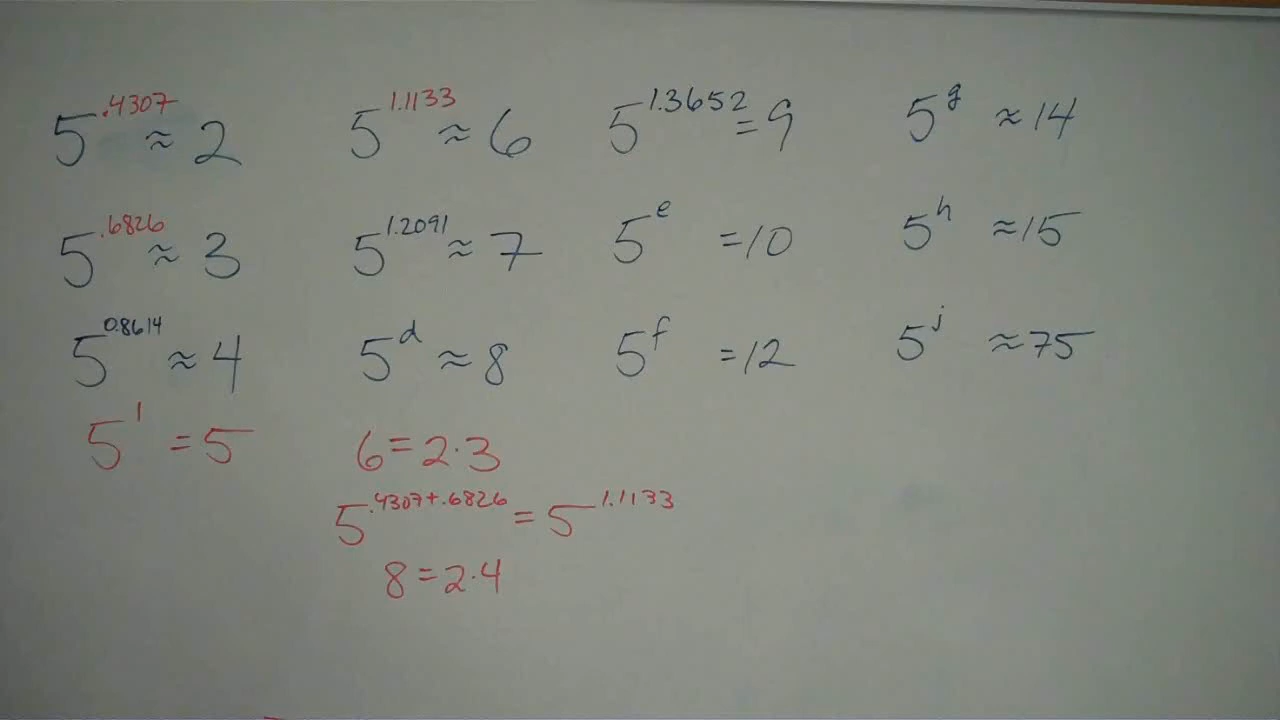 5^.4307 ≈ 2   5^1.1133 ≈ 6   5^1.3652 = 9   5^g ≈ 14
5^.6826 ≈ 3   5^1.2091 ≈ 7   5^e = 10   5^h ≈ 15
5^0.8614 ≈ 4   5^d ≈ 8   5^f = 12   5^j ≈ 75
5^1 = 5   6 = 2·3
5^.4307+.6826 = 5^1.1133
8 = 2·4